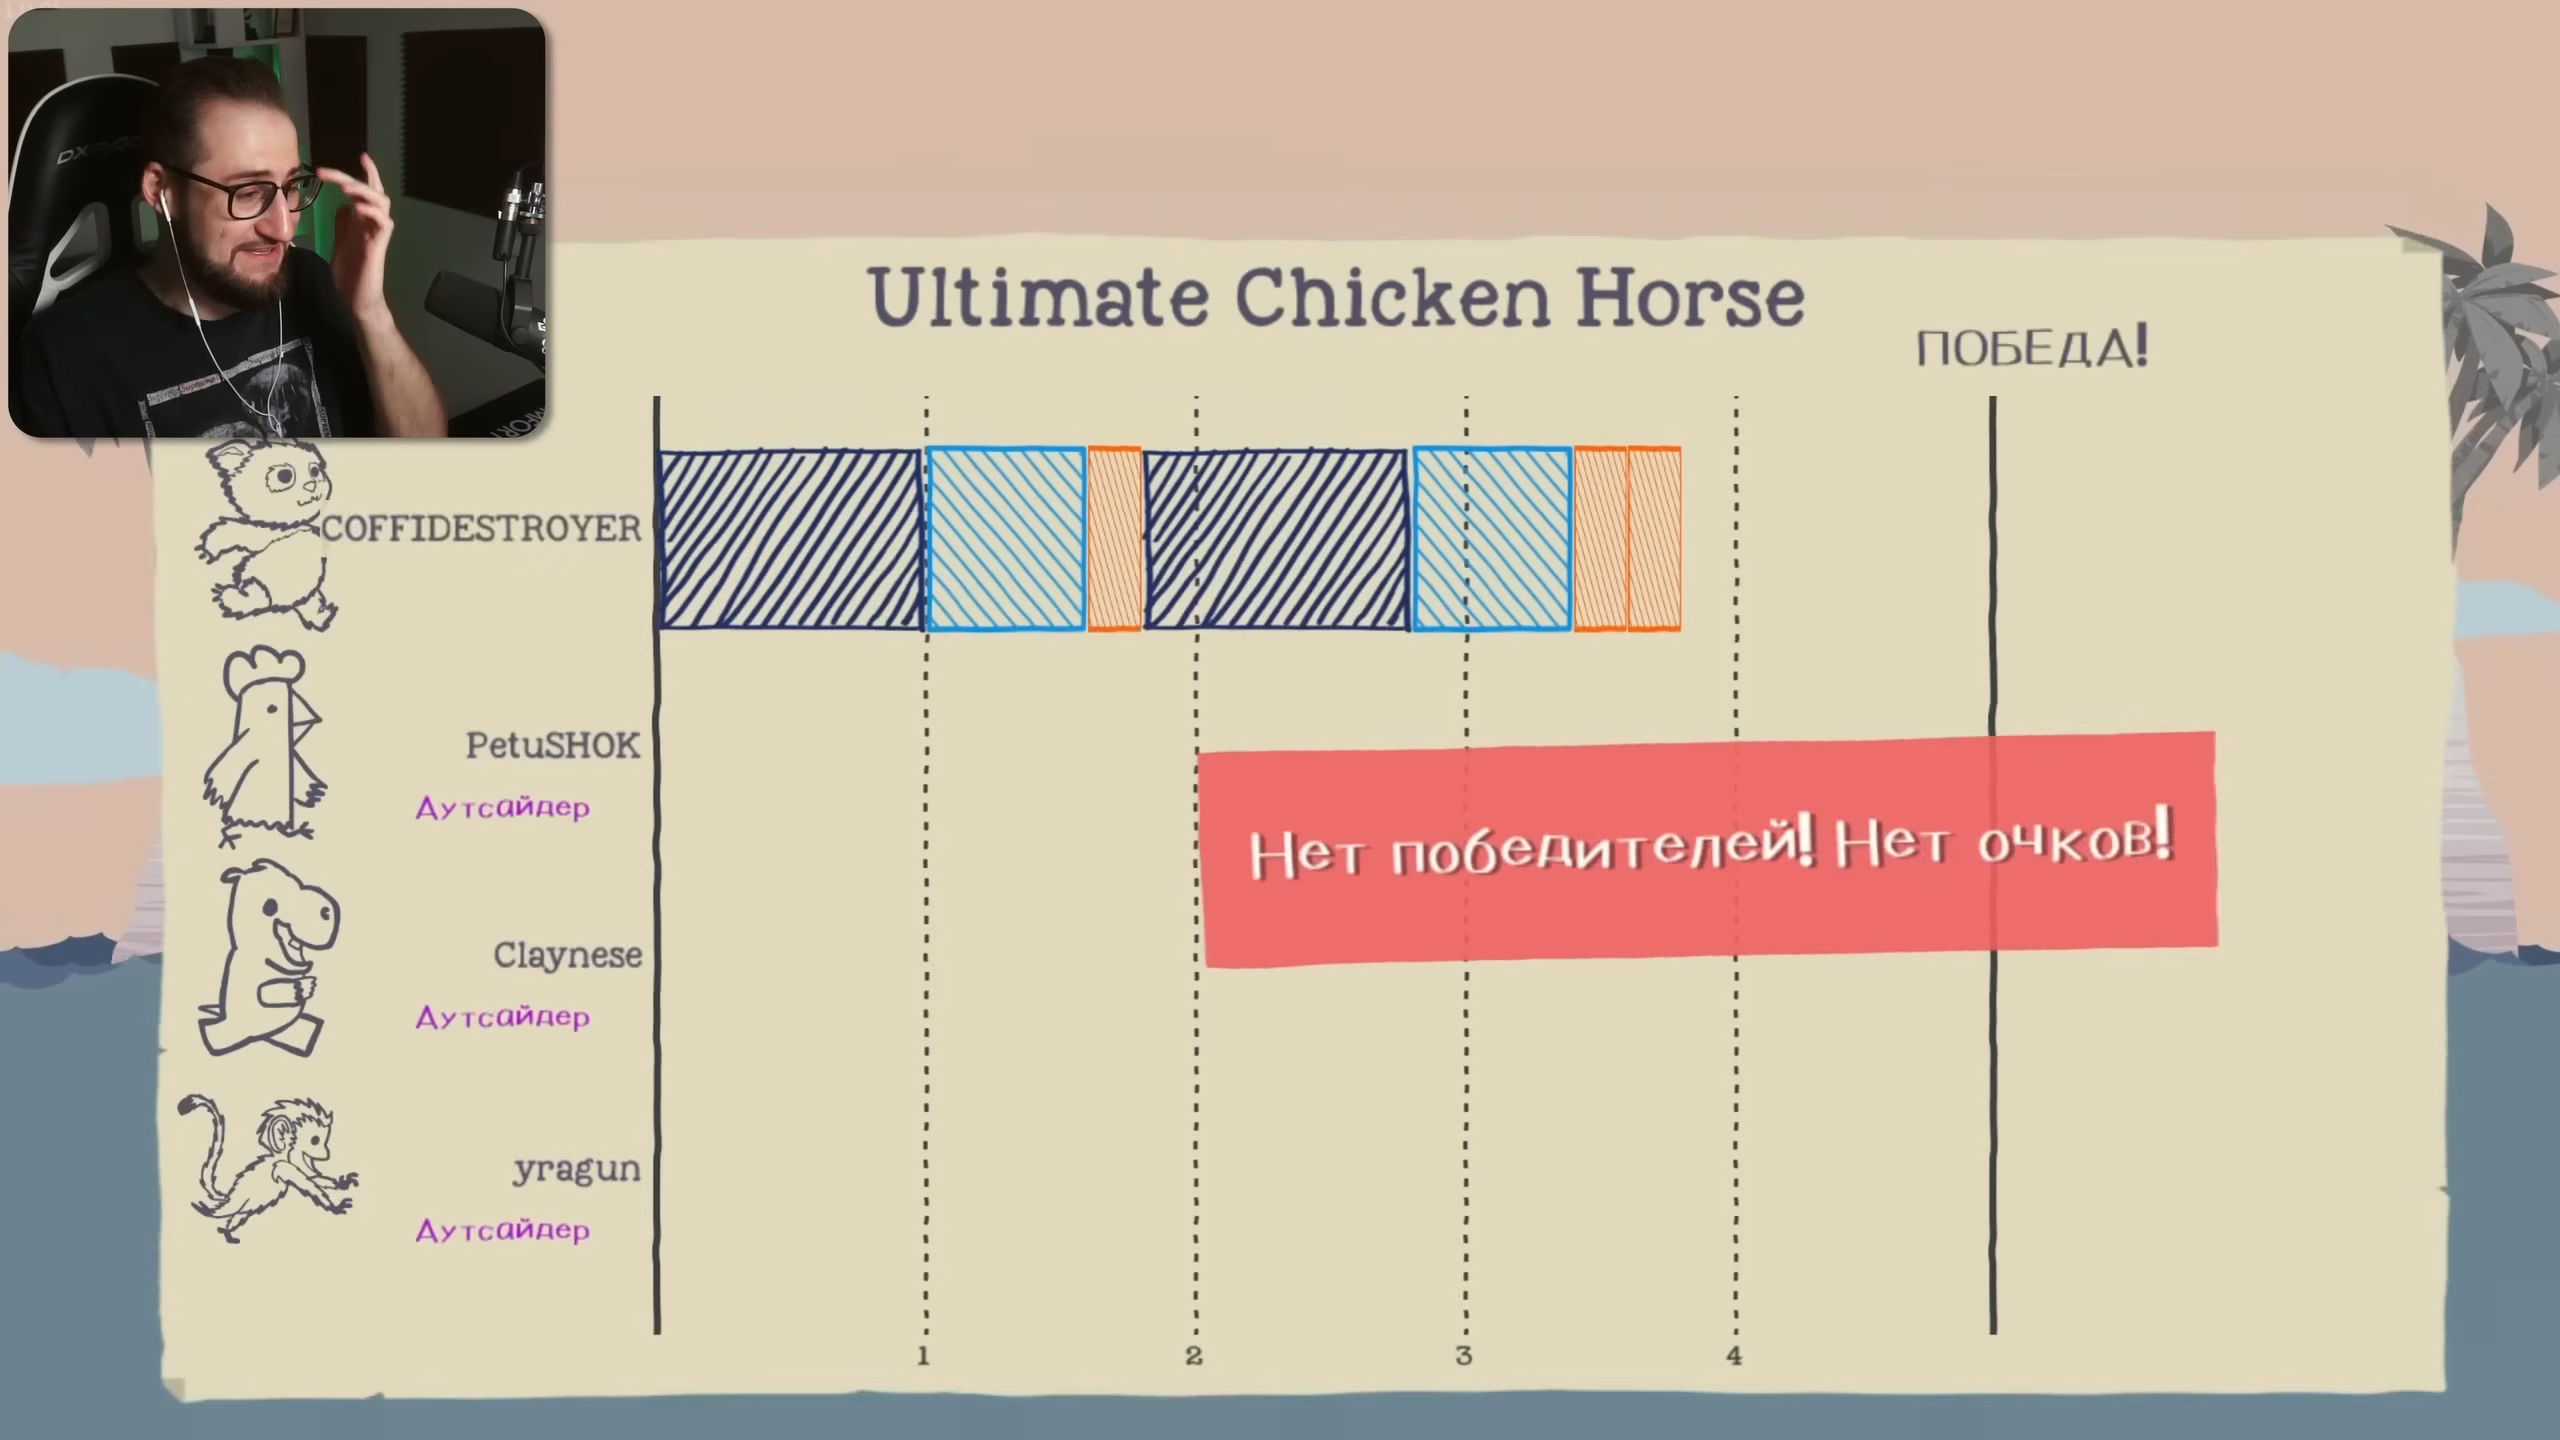 Ultimate Chicken Horse
ПОБЕДА!
COFFIDESTROYER
PetuSHOK
Аутсайдер
Нет победителей! Нет очков!
Claynese
Аутсайдер
yragun
Аутсайдер
1
2
3
4